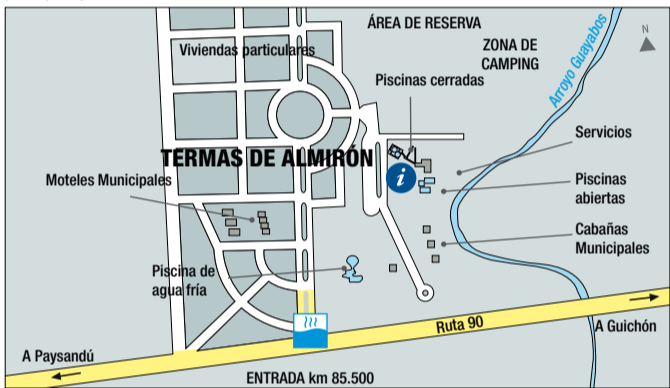 ÁREA DE RESERVA
Viviendas particulares
ZONA DE
CAMPING
N
Piscinas cerradas
Arroyo Guayabos
Servicios
TERMAS DE ALMIRÓN
i
Moteles Municipales
Piscinas
abiertas
Cabañas
Municipales
Piscina de
agua fría
Ruta 90
A Guichón
A Paysandú
ENTRADA km 85.500